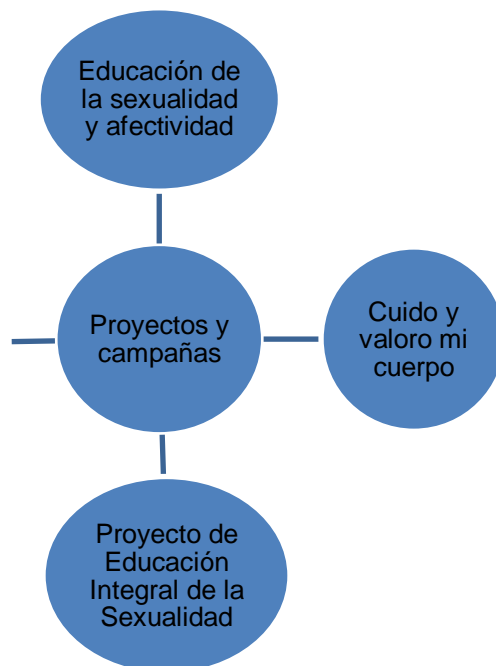 Educación de
la sexualidad
y afectividad
Proyectos y
campañas
Cuido y
valoro mi
cuerpo
Proyecto de
Educación
Integral de la
Sexualidad